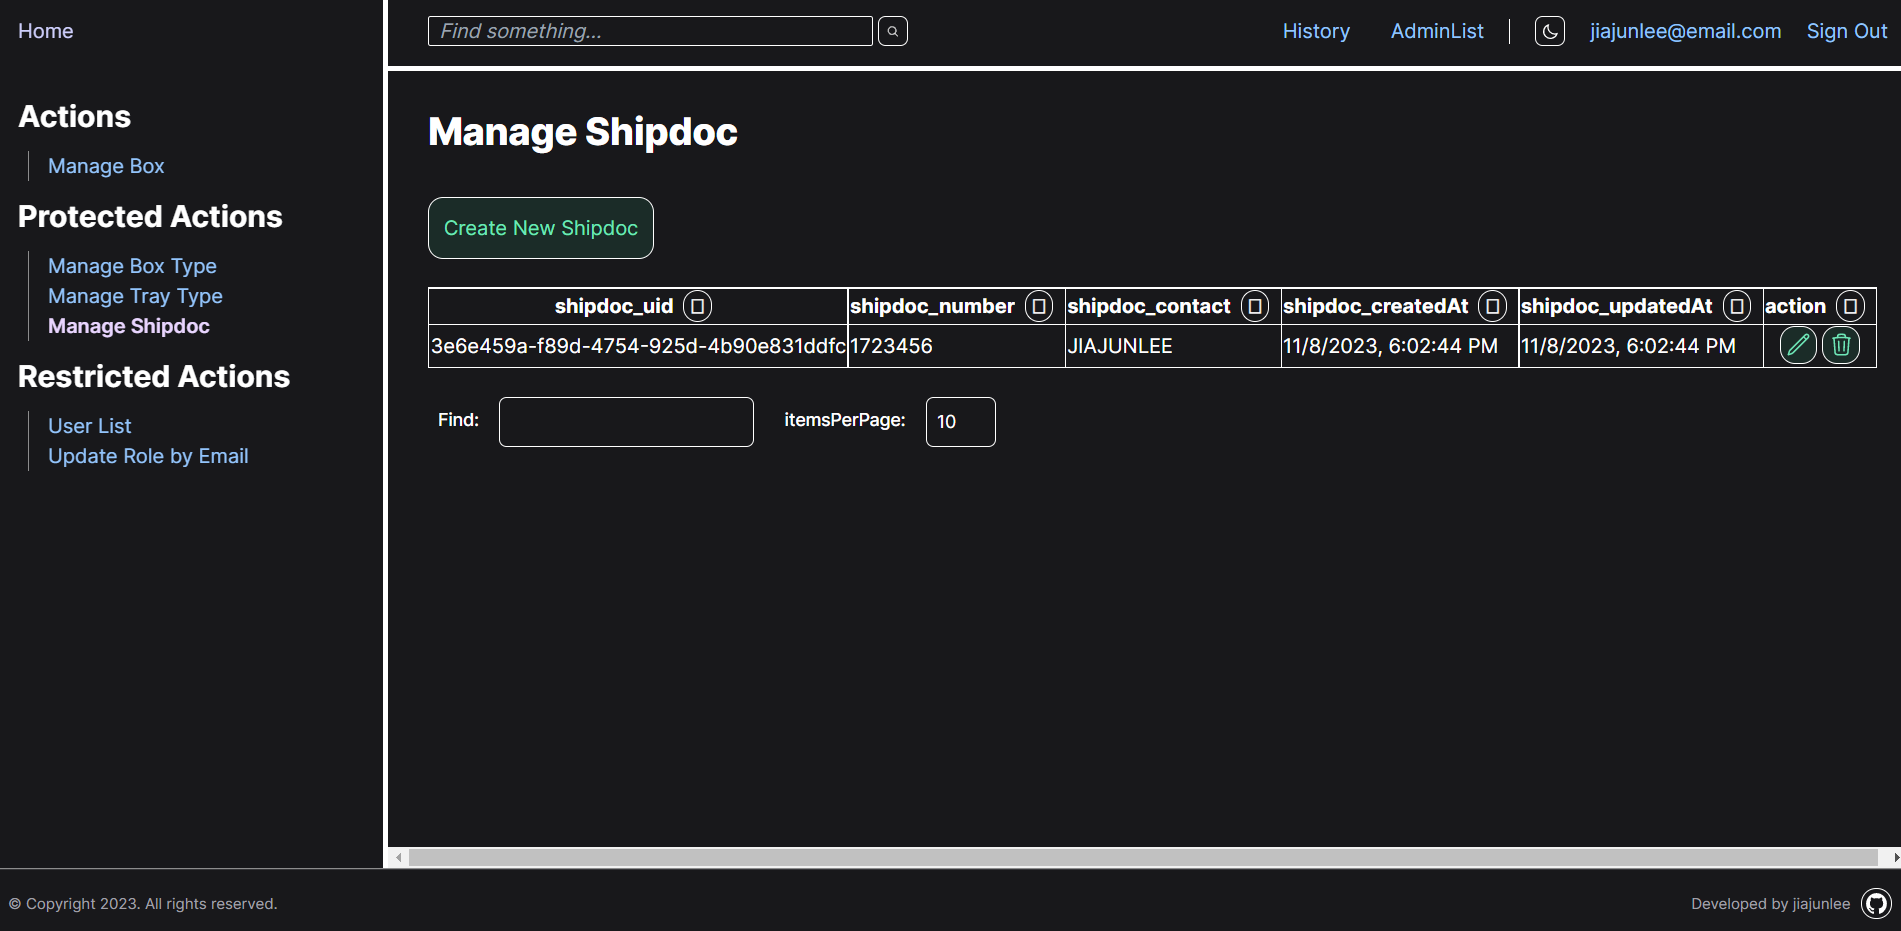 Home
Find something...
History
AdminList
jiajunlee@email.com
Sign Out
Actions
Manage Box
Protected Actions
Manage Box Type
Manage Tray Type
Manage Shipdoc
Restricted Actions
User List
Update Role by Email
Manage Shipdoc
Create New Shipdoc
shipdoc_uid shipdoc_number shipdoc_contact shipdoc_createdAt shipdoc_updatedAt action
3e6e459a-f89d-4754-925d-4b90e831ddfc 1723456 JIAJUNLEE 11/8/2023, 6:02:44 PM 11/8/2023, 6:02:44 PM
Find: itemsPerPage: 10
© Copyright 2023. All rights reserved.
Developed by jiajunlee